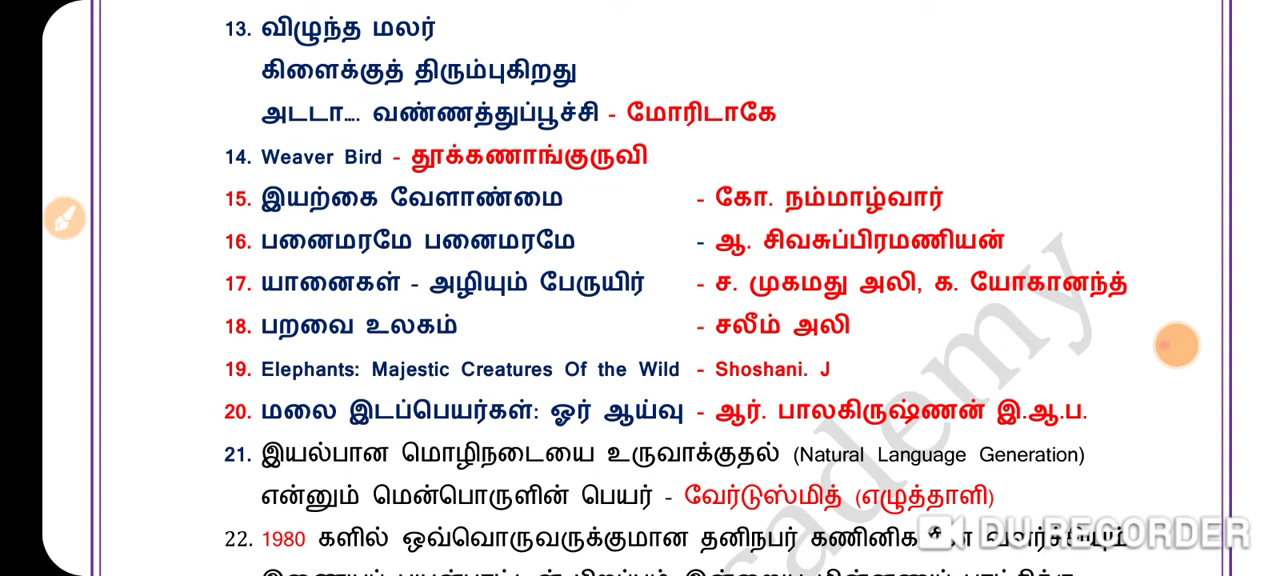 13. விழுந்த மலர்
கிளைக்குத் திரும்புகிறது
அடடா.... வண்ணத்துப்பூச்சி - மோரிடாகே
14. Weaver Bird - தூக்கணாங்குருவி
15. இயற்கை வேளாண்மை - கோ. நம்மாழ்வார்
16. பனைமரமே பனைமரமே - ஆ. சிவசுப்பிரமணியன்
17. யானைகள் - அழியும் பேருயிர் - ச. முகமது அலி, க. யோகானந்த்
18. பறவை உலகம் - சலீம் அலி
19. Elephants: Majestic Creatures Of the Wild - Shoshani. J
20. மலை இடப்பெயர்கள்: ஓர் ஆய்வு - ஆர். பாலகிருஷ்ணன் இ.ஆ.ப.
21. இயல்பான மொழிநடையை உருவாக்குதல் (Natural Language Generation)
என்னும் மென்பொருளின் பெயர் - வேர்டுஸ்மித் (எழுத்தாளி)
22. 1980 களில் ஒவ்வொருவருக்குமான தனிநபர் கணினிகளின்
ademy
DU RECORDER